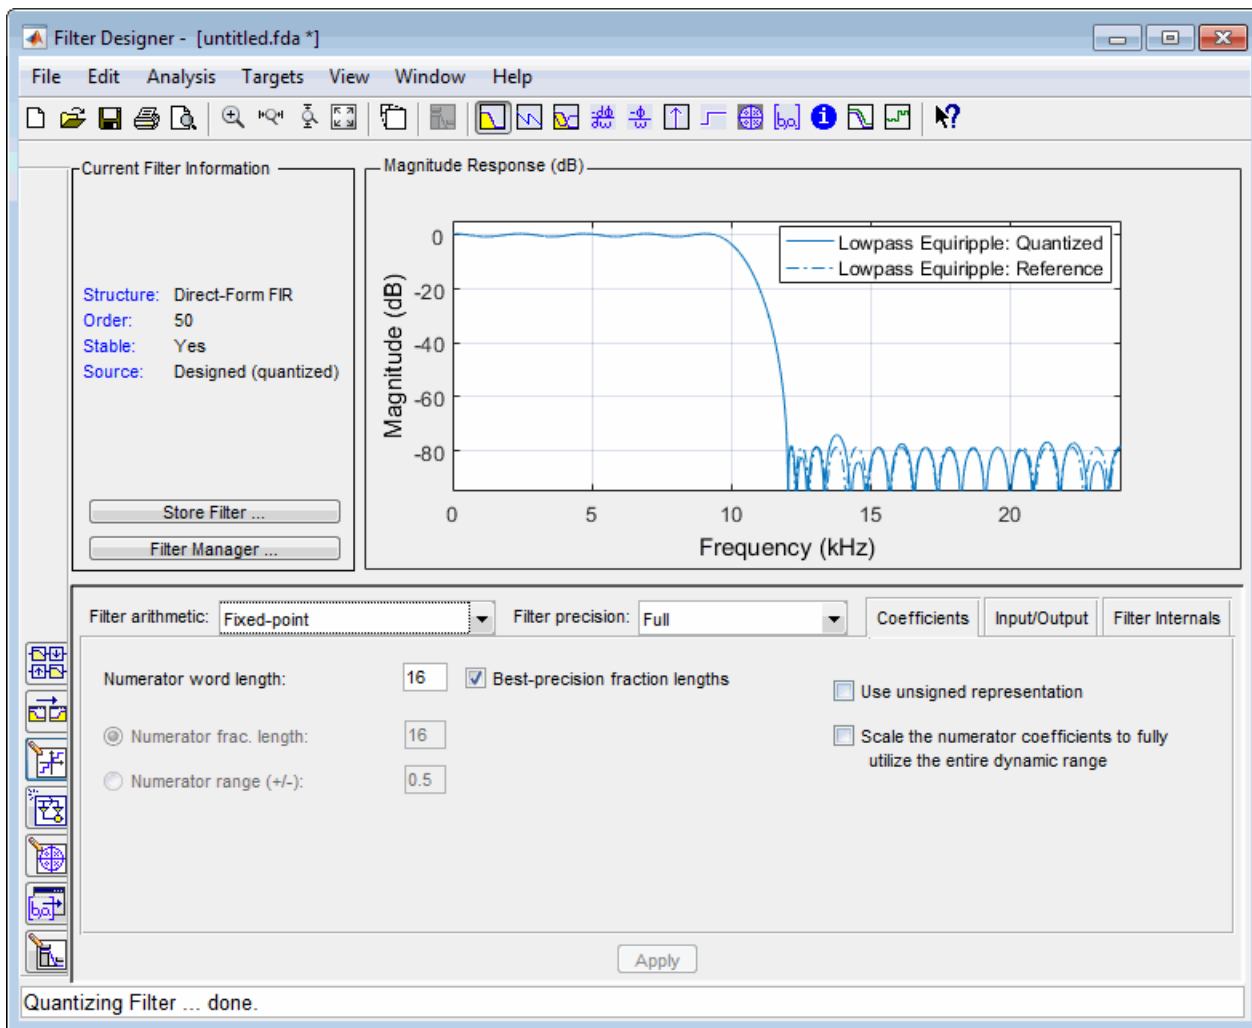 Filter Designer - [untitled.fda *]
File Edit Analysis Targets View Window Help
Current Filter Information
Structure: Direct-Form FIR
Order: 50
Stable: Yes
Source: Designed (quantized)
Store Filter ...
Filter Manager ...
Magnitude Response (dB)
Magnitude (dB)
0
-20
-40
-60
-80
Lowpass Equiripple: Quantized
Lowpass Equiripple: Reference
0 5 10 15 20
Frequency (kHz)
Filter arithmetic: Fixed-point Filter precision: Full Coefficients Input/Output Filter Internals
Numerator word length: 16 Best-precision fraction lengths
Numerator frac. length: 16
Numerator range (+/-): 0.5
Use unsigned representation
Scale the numerator coefficients to fully
utilize the entire dynamic range
Apply
Quantizing Filter ... done.